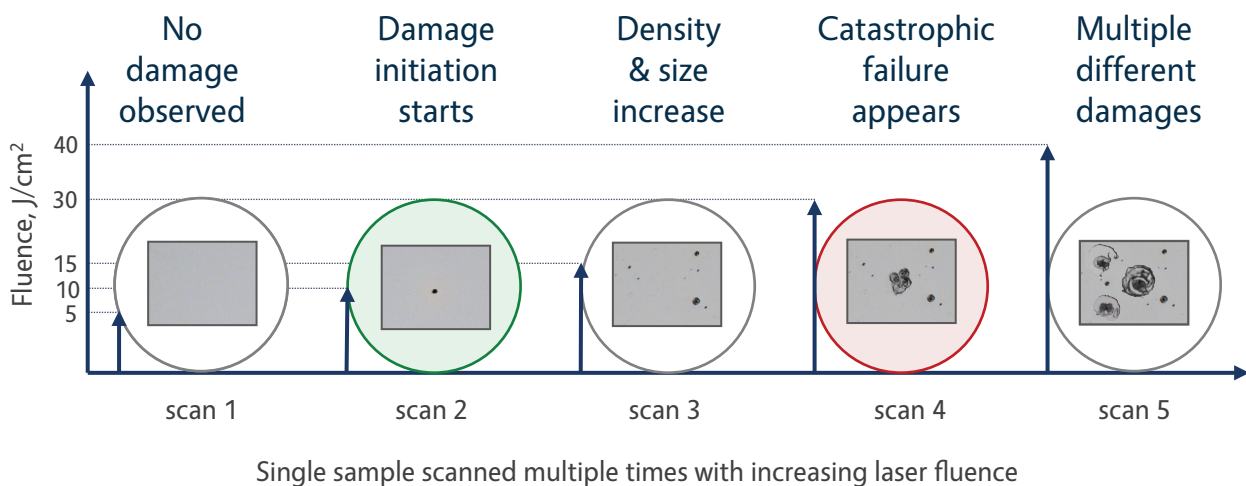 No
damage
observed
Damage
initiation
starts
Density
& size
increase
Catastrophic
failure
appears
Multiple
different
damages
Fluence, J/cm²
40
30
15
10
5
scan 1
scan 2
scan 3
scan 4
scan 5
Single sample scanned multiple times with increasing laser fluence